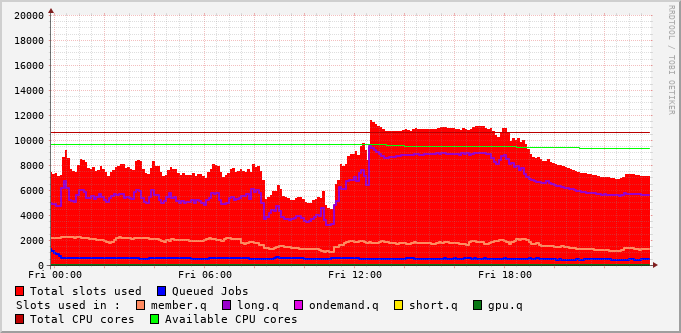 20000
18000
16000
14000
12000
10000
8000
6000
4000
2000
0
Fri 00:00 Fri 06:00 Fri 12:00 Fri 18:00
Total slots used Queued Jobs
Slots used in : member.q long.q ondemand.q short.q gpu.q
Total CPU cores Available CPU cores
RRDTOOL / TOBI OETIKER